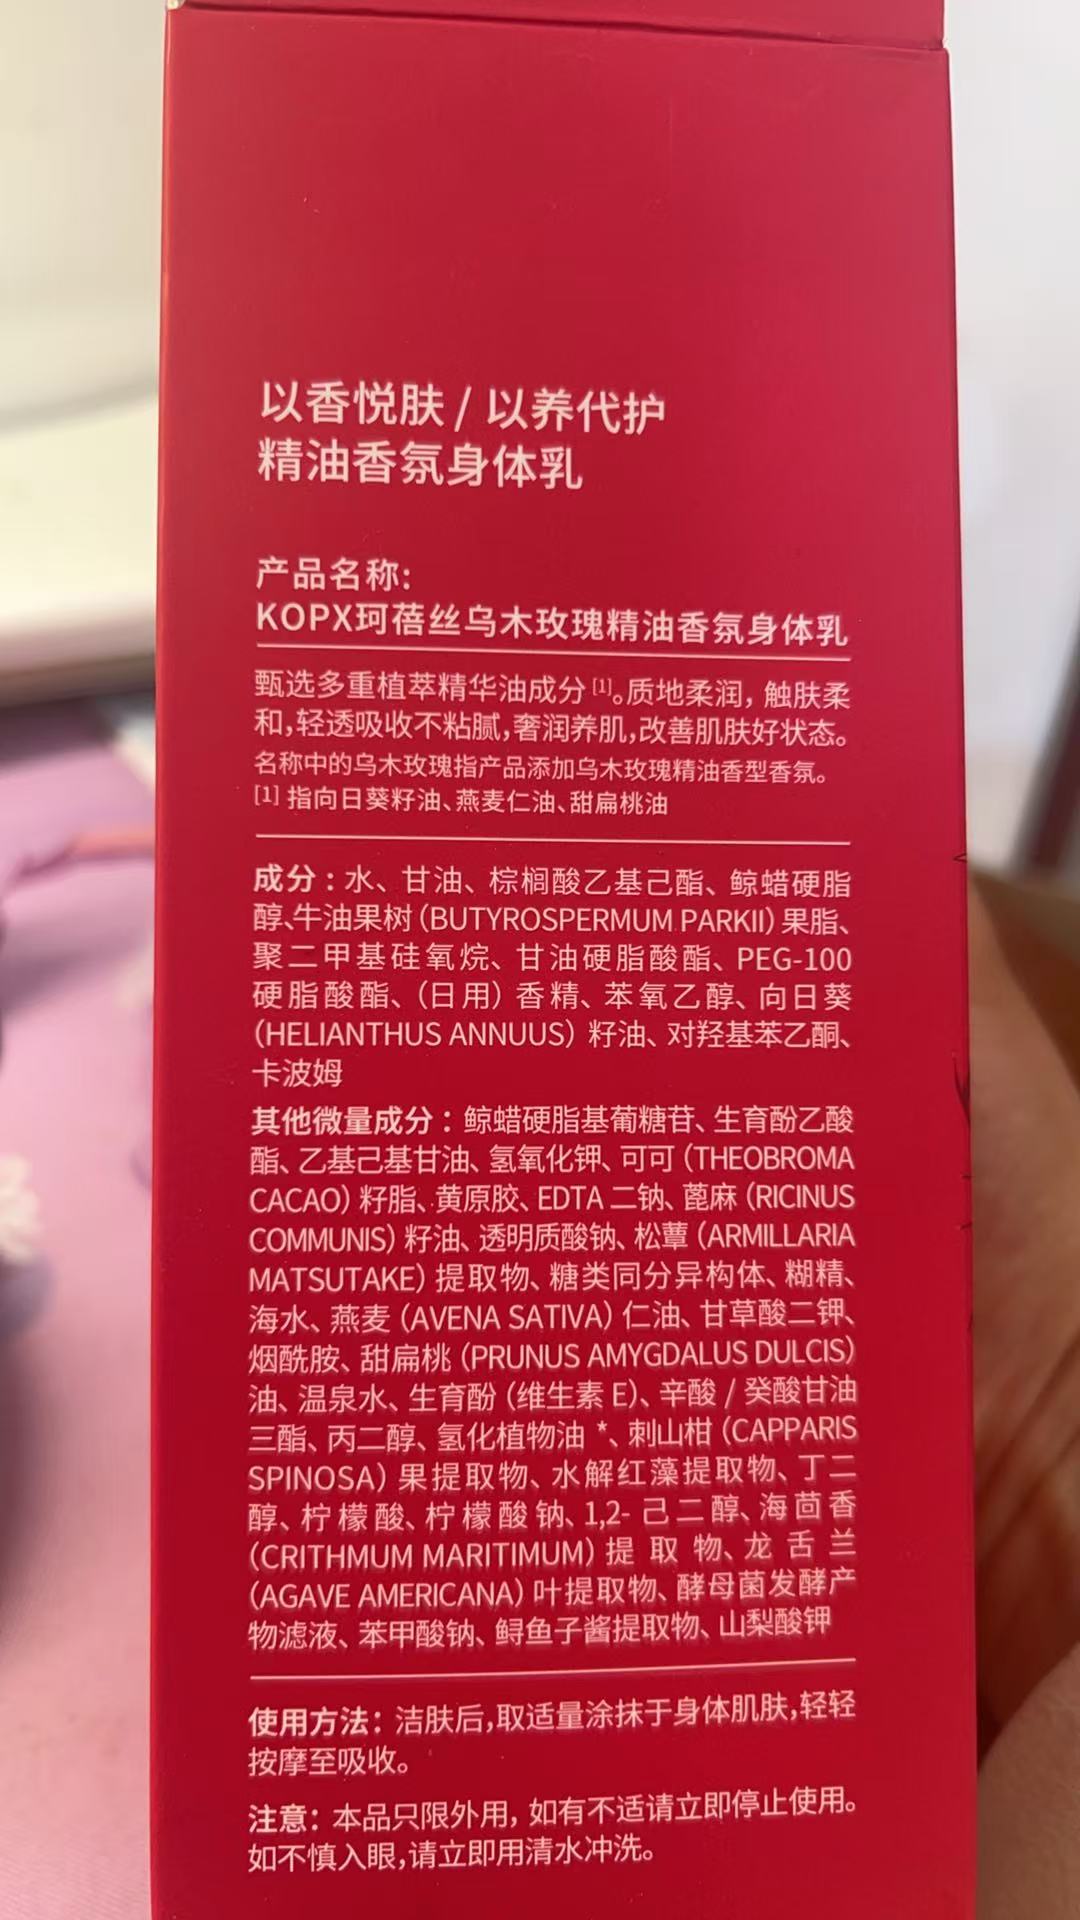 以香悦肤 / 以养代护
精油香氛身体乳
产品名称:
KOPX珂蓓丝乌木玫瑰精油香氛身体乳
甄选多重植萃精华油成分[1]。质地柔润，触肤柔
和，轻透吸收不粘腻，奢润养肌，改善肌肤好状态。
名称中的乌木玫瑰指产品添加乌木玫瑰精油香型香氛。
[1] 指向日葵籽油、燕麦仁油、甜扁桃油
成分：水、甘油、棕榈酸乙基己酯、鲸蜡硬脂
醇、牛油果树（BUTYROSPERMUM PARKII）果脂、
聚二甲基硅氧烷、甘油硬脂酸酯、PEG-100
硬脂酸酯、（日用）香精、苯氧乙醇、向日葵
（HELIANTHUS ANNUUS）籽油、对羟基苯乙酮、
卡波姆
其他微量成分：鲸蜡硬脂基葡糖苷、生育酚乙酸
酯、乙基己基甘油、氢氧化钾、可可（THEOBROMA
CACAO）籽脂、黄原胶、EDTA 二钠、蓖麻（RICINUS
COMMUNIS）籽油、透明质酸钠、松蕈（ARMILLARIA
MATSUTAKE）提取物、糖类同分异构体、糊精、
海水、燕麦（AVENA SATIVA）仁油、甘草酸二钾、
烟酰胺、甜扁桃（PRUNUS AMYGDALUS DULCIS）
油、温泉水、生育酚（维生素 E）、辛酸 / 癸酸甘油
三酯、丙二醇、氢化植物油 *、刺山柑（CAPPARIS
SPINOSA）果提取物、水解红藻提取物、丁二
醇、柠檬酸、柠檬酸钠、1,2- 己二醇、海茴香
（CRITHMUM MARITIMUM）提取物、龙舌兰
（AGAVE AMERICANA）叶提取物、酵母菌发酵产
物滤液、苯甲酸钠、鲟鱼子酱提取物、山梨酸钾
使用方法：洁肤后，取适量涂抹于身体肌肤，轻轻
按摩至吸收。
注意：本品只限外用，如有不适请立即停止使用。
如不慎入眼，请立即用清水冲洗。